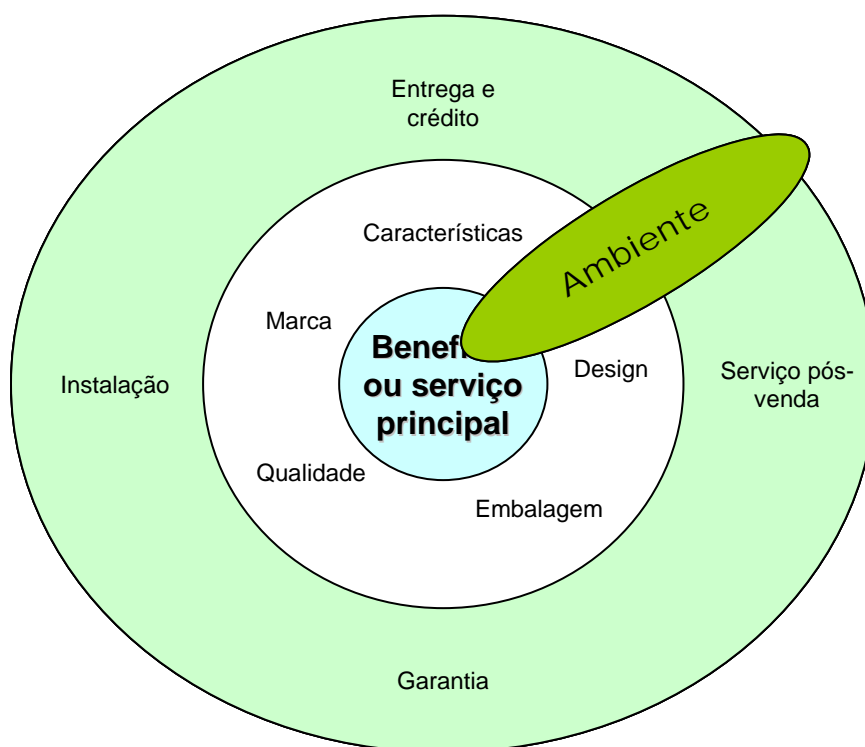 Entrega e
crédito
Ambiente
Características
Marca
ou serviço
principal
Design
Instalação
Serviço pós-
venda
Qualidade
Embalagem
Garantia